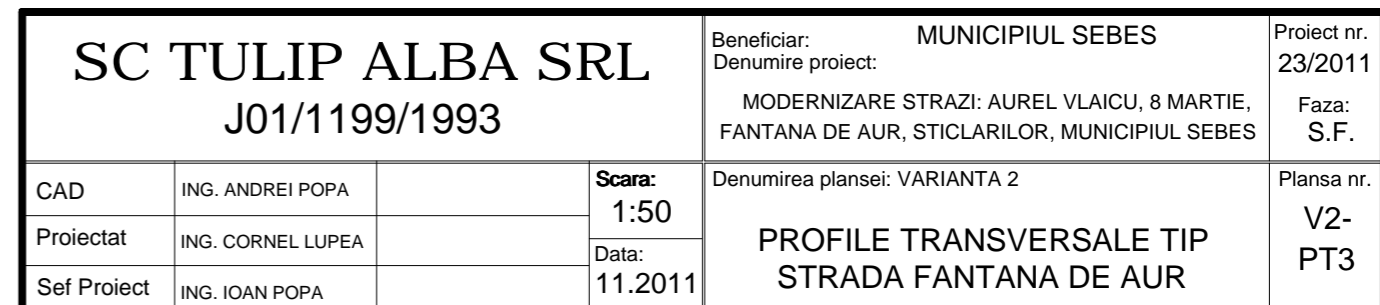 SC TULIP ALBA SRL
J01/1199/1993
Beneficiar: MUNICIPIUL SEBES
Denumire proiect:
MODERNIZARE STRAZI: AUREL VLAICU, 8 MARTIE,
FANTANA DE AUR, STICLARILOR, MUNICIPIUL SEBES
Proiect nr.
23/2011
Faza:
S.F.
CAD ING. ANDREI POPA
Proiectat ING. CORNEL LUPEA
Sef Proiect ING. IOAN POPA
Scara:
1:50
Data:
11.2011
Denumirea plansei: VARIANTA 2
PROFILE TRANSVERSALE TIP
STRADA FANTANA DE AUR
Plansa nr.
V2-
PT3